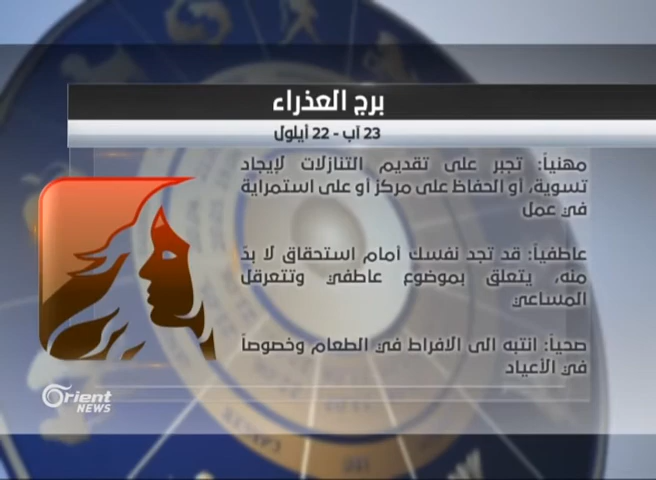 برج العذراء
23 آب - 22 أيلول
مهنياً: تجبر على تقديم التنازلات لإيجاد
تسوية، أو الحفاظ على مركز أو على استمراية
في عمل
عاطفياً: قد تجد نفسك أمام استحقاق لا بدّ
منه، يتعلق بموضوع عاطفي وتتعرقل
المساعي
صحياً: انتبه الى الافراط في الطعام وخصوصاً
في الأعياد
Orient
NEWS
CANCER